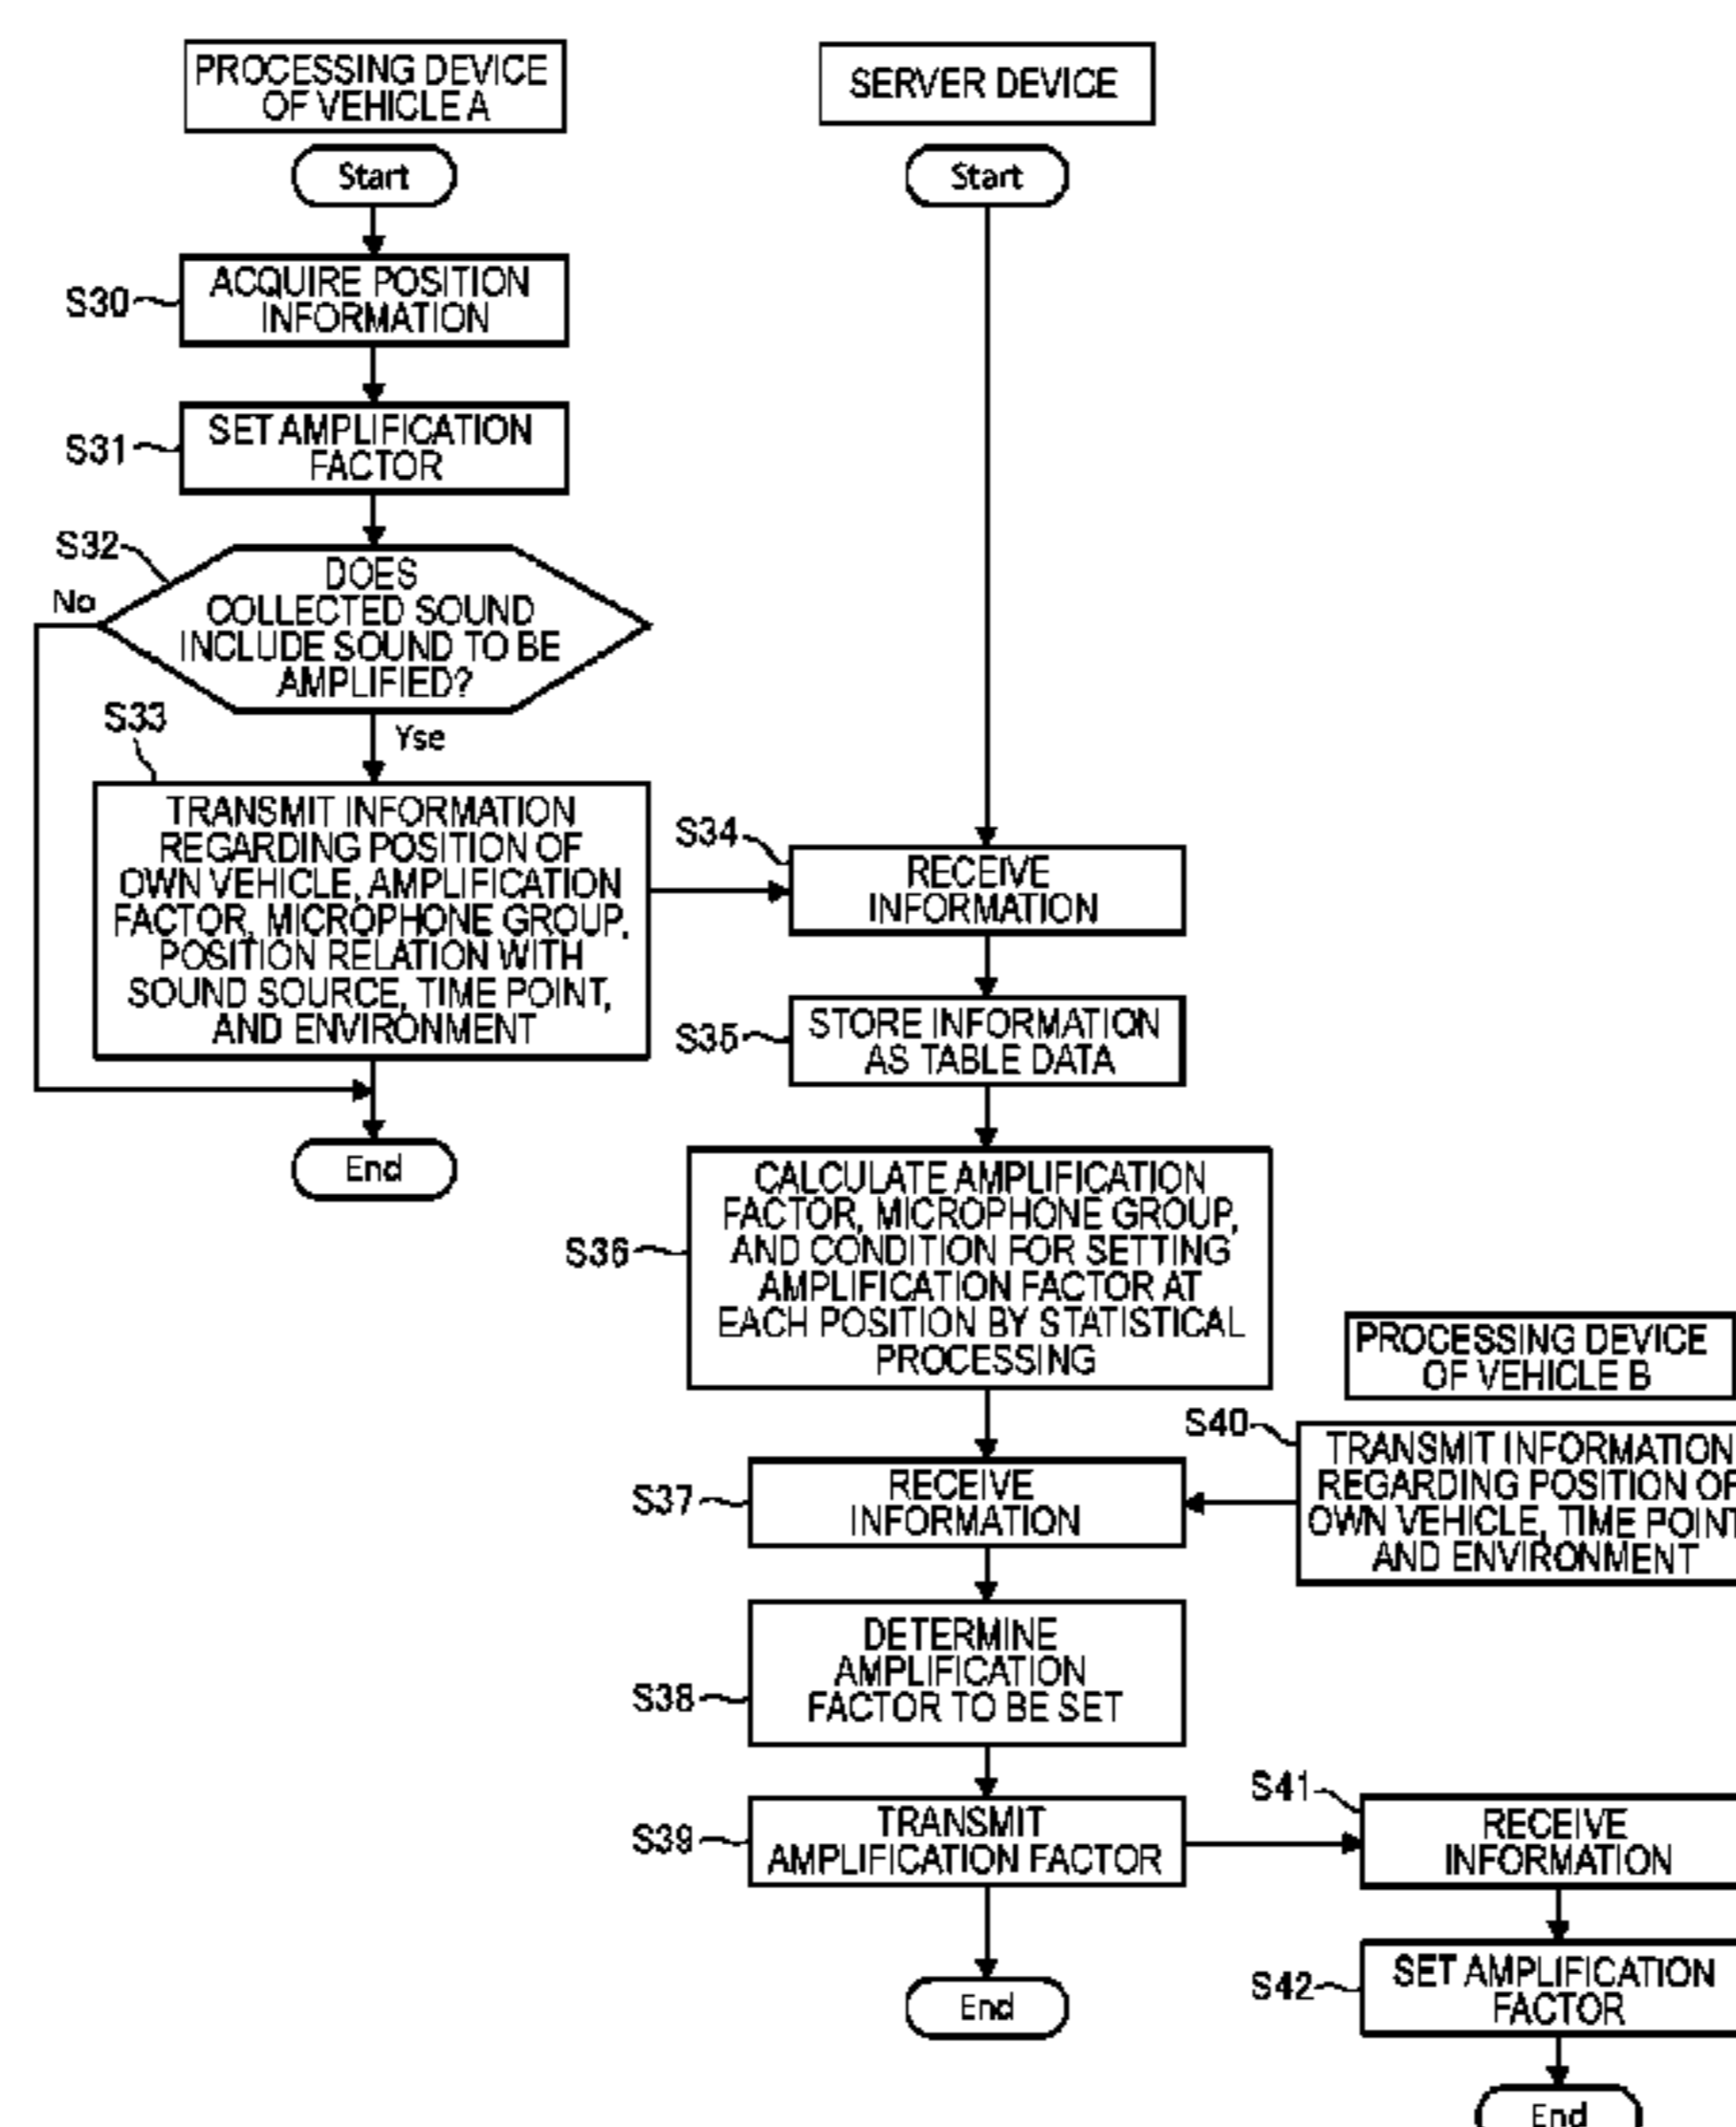 PROCESSING DEVICE
OF VEHICLE A
Start
S30
ACQUIRE POSITION
INFORMATION
S31
SET AMPLIFICATION
FACTOR
S32
DOES
COLLECTED SOUND
INCLUDE SOUND TO BE
AMPLIFIED?
No
Yse
S33
TRANSMIT INFORMATION
REGARDING POSITION OF
OWN VEHICLE, AMPLIFICATION
FACTOR, MICROPHONE GROUP,
POSITION RELATION WITH
SOUND SOURCE, TIME POINT,
AND ENVIRONMENT
End
SERVER DEVICE
Start
S34
RECEIVE
INFORMATION
S35
STORE INFORMATION
AS TABLE DATA
S36
CALCULATE AMPLIFICATION
FACTOR, MICROPHONE GROUP,
AND CONDITION FOR SETTING
AMPLIFICATION FACTOR AT
EACH POSITION BY STATISTICAL
PROCESSING
S37
RECEIVE
INFORMATION
S38
DETERMINE
AMPLIFICATION
FACTOR TO BE SET
S39
TRANSMIT
AMPLIFICATION FACTOR
End
PROCESSING DEVICE
OF VEHICLE B
S40
TRANSMIT INFORMATION
REGARDING POSITION OF
OWN VEHICLE, TIME POINT
AND ENVIRONMENT
S41
RECEIVE
INFORMATION
S42
SET AMPLIFICATION
FACTOR
End